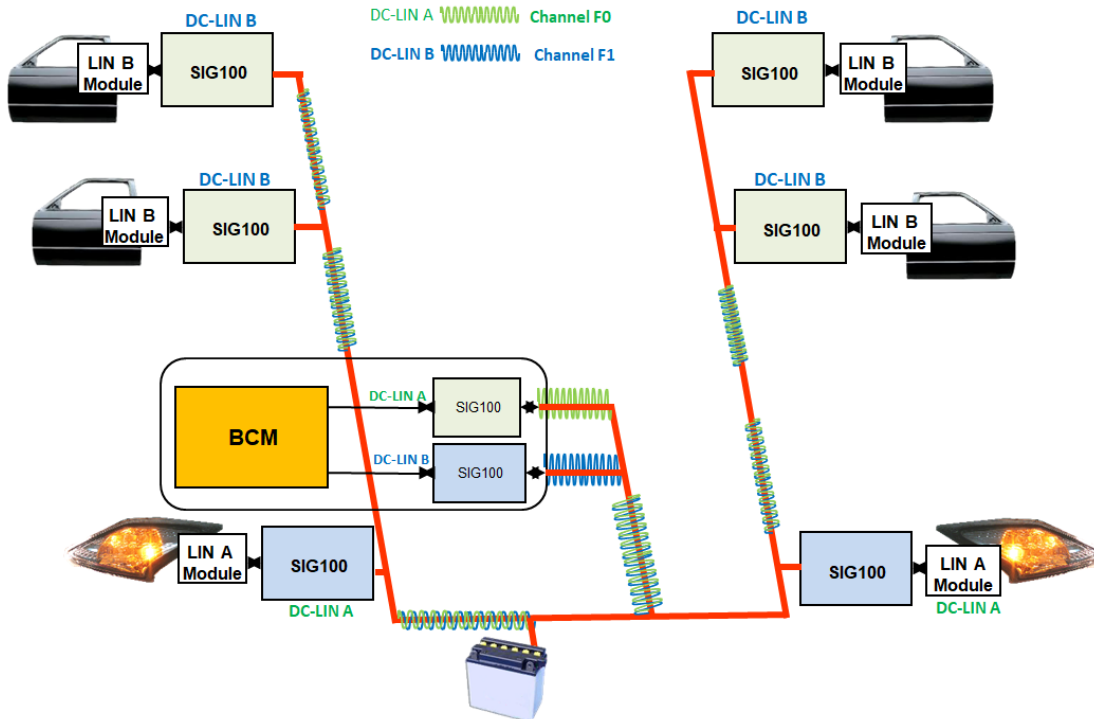 DC-LIN A Channel F0
DC-LIN B Channel F1
DC-LIN B
LIN B
Module
SIG100
DC-LIN B
SIG100
LIN B
Module
DC-LIN B
LIN B
Module
SIG100
DC-LIN B
SIG100
LIN B
Module
BCM
DC-LIN A
SIG100
DC-LIN B
SIG100
LIN A
Module
SIG100
DC-LIN A
SIG100
LIN A
Module
DC-LIN A